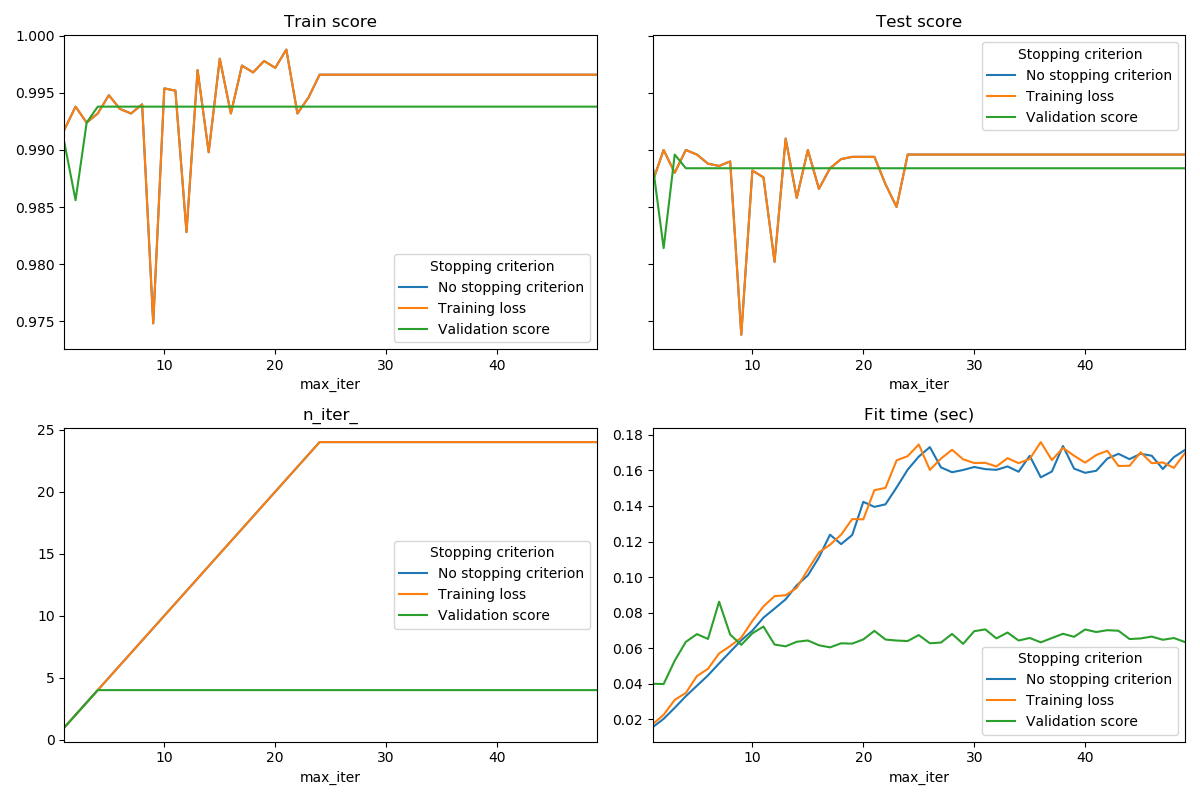 Train score
1.000
0.995
0.990
0.985
0.980
0.975
Stopping criterion
No stopping criterion
Training loss
Validation score
10 20 30 40
max_iter
Test score
Stopping criterion
No stopping criterion
Training loss
Validation score
10 20 30 40
max_iter
n_iter_
25
20
15
10
5
0
Stopping criterion
No stopping criterion
Training loss
Validation score
10 20 30 40
max_iter
Fit time (sec)
0.18
0.16
0.14
0.12
0.10
0.08
0.06
0.04
0.02
Stopping criterion
No stopping criterion
Training loss
Validation score
10 20 30 40
max_iter